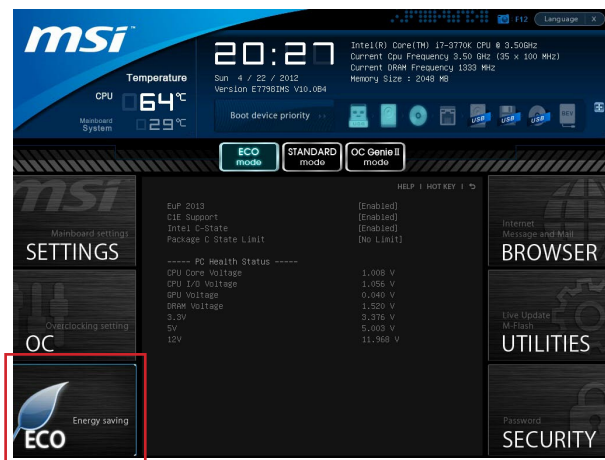 msi
F12 Language X
20:27
Intel(R) Core(TM) i7-3770K CPU @ 3.50GHz
Current Cpu Frequency 3.50 GHz (35 x 100 MHz)
Current DRAM Frequency 1333 MHz
Memory Size : 2048 MB
Temperature
Sun 4 / 22 / 2012
Version E7798IMS V10.0B4
CPU 64°C
Mainboard
System 29°C
Boot device priority
USB USB USB BEV
ECO
mode
STANDARD
mode
OC Genie II
mode
HELP | HOT KEY |
msi
Mainboard settings
SETTINGS
Overclocking setting
OC
Energy saving
ECO
EuP 2013 [Enabled]
C1E Support [Enabled]
Intel C-State [Enabled]
Package C State Limit [No Limit]
----- PC Health Status -----
CPU Core Voltage 1.008 V
CPU I/O Voltage 1.056 V
GPU Voltage 0.040 V
DRAM Voltage 1.520 V
3.3V 3.376 V
5V 5.003 V
12V 11.968 V
Internet
Message and Mail
BROWSER
Live Update
M-Flash
UTILITIES
Password
SECURITY